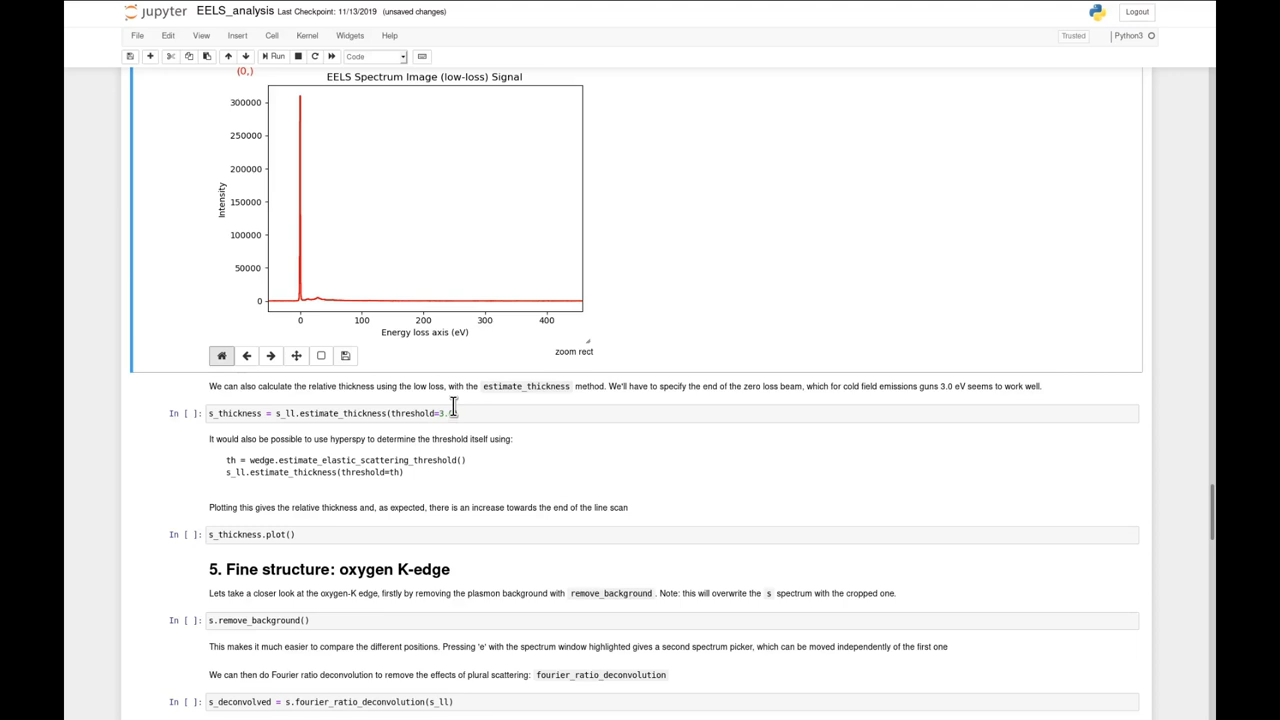 jupyter EELS_analysis Last Checkpoint: 11/13/2019 (unsaved changes) Logout
File Edit View Insert Cell Kernel Widgets Help Trusted Python3
Run Code
(0,)
EELS Spectrum Image (low-loss) Signal
300000
250000
200000
150000
100000
50000
0
Intensity
0 100 200 300 400
Energy loss axis (eV)
zoom rect
We can also calculate the relative thickness using the low loss, with the estimate_thickness method. We'll have to specify the end of the zero loss beam, which for cold field emissions guns 3.0 eV seems to work well.
In [ ]: s_thickness = s_ll.estimate_thickness(threshold=3.
It would also be possible to use hyperspy to determine the threshold itself using:
th = wedge.estimate_elastic_scattering_threshold()
s_ll.estimate_thickness(threshold=th)
Plotting this gives the relative thickness and, as expected, there is an increase towards the end of the line scan
In [ ]: s_thickness.plot()
5. Fine structure: oxygen K-edge
Lets take a closer look at the oxygen-K edge, firstly by removing the plasmon background with remove_background . Note: this will overwrite the s spectrum with the cropped one.
In [ ]: s.remove_background()
This makes it much easier to compare the different positions. Pressing 'e' with the spectrum window highlighted gives a second spectrum picker, which can be moved independently of the first one
We can then do Fourier ratio deconvolution to remove the effects of plural scattering: fourier_ratio_deconvolution
In [ ]: s_deconvolved = s.fourier_ratio_deconvolution(s_ll)